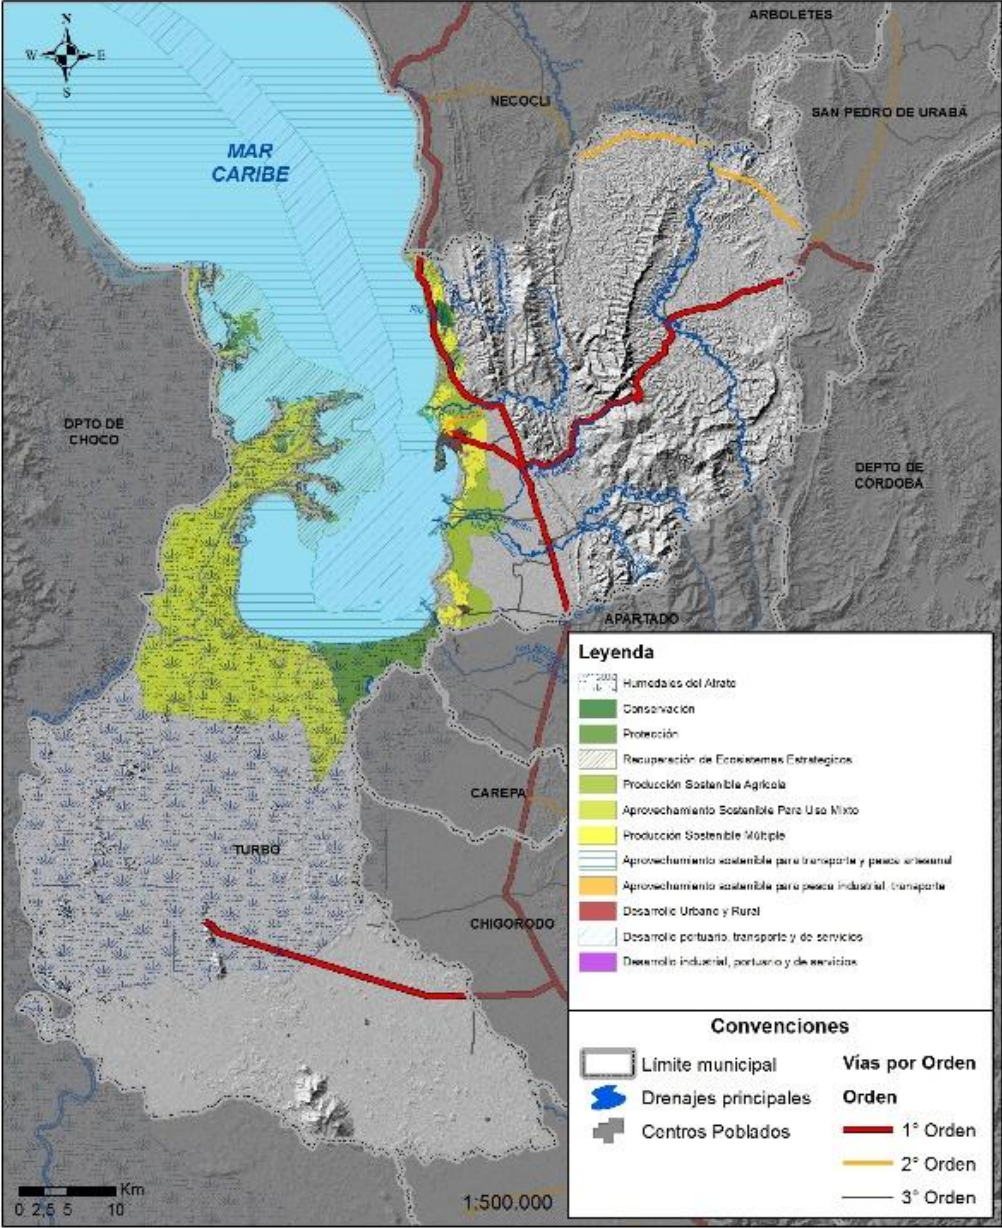 N
W E
S
ARBOLETES
NECOCLI
SAN PEDRO DE URABÁ
MAR
CARIBE
DPTO DE
CHOCO
DEPTO DE
CÓRDOBA
APARTADO
CAREPA
TURBO
CHIGORODO
Leyenda
Humedales del Atrato
Conservación
Protección
Recuperación de Ecosistemas Estrategicos
Producción Sostenible Agrícola
Aprovechamiento Sostenible Para Uso Mixto
Producción Sostenible Múltiple
Aprovechamiento sostenible para transporte y pesca artesanal
Aprovechamiento sostenible para pesca industrial, transporte
Desarrollo Urbano y Rural
Desarrollo portuario, transporte y de servicios
Desarrollo industrial, portuario y de servicios
Convenciones
Límite municipal
Drenajes principales
Centros Poblados
Vías por Orden
Orden
1° Orden
2° Orden
3° Orden
Km
0 2,5 5 10
1:500.000